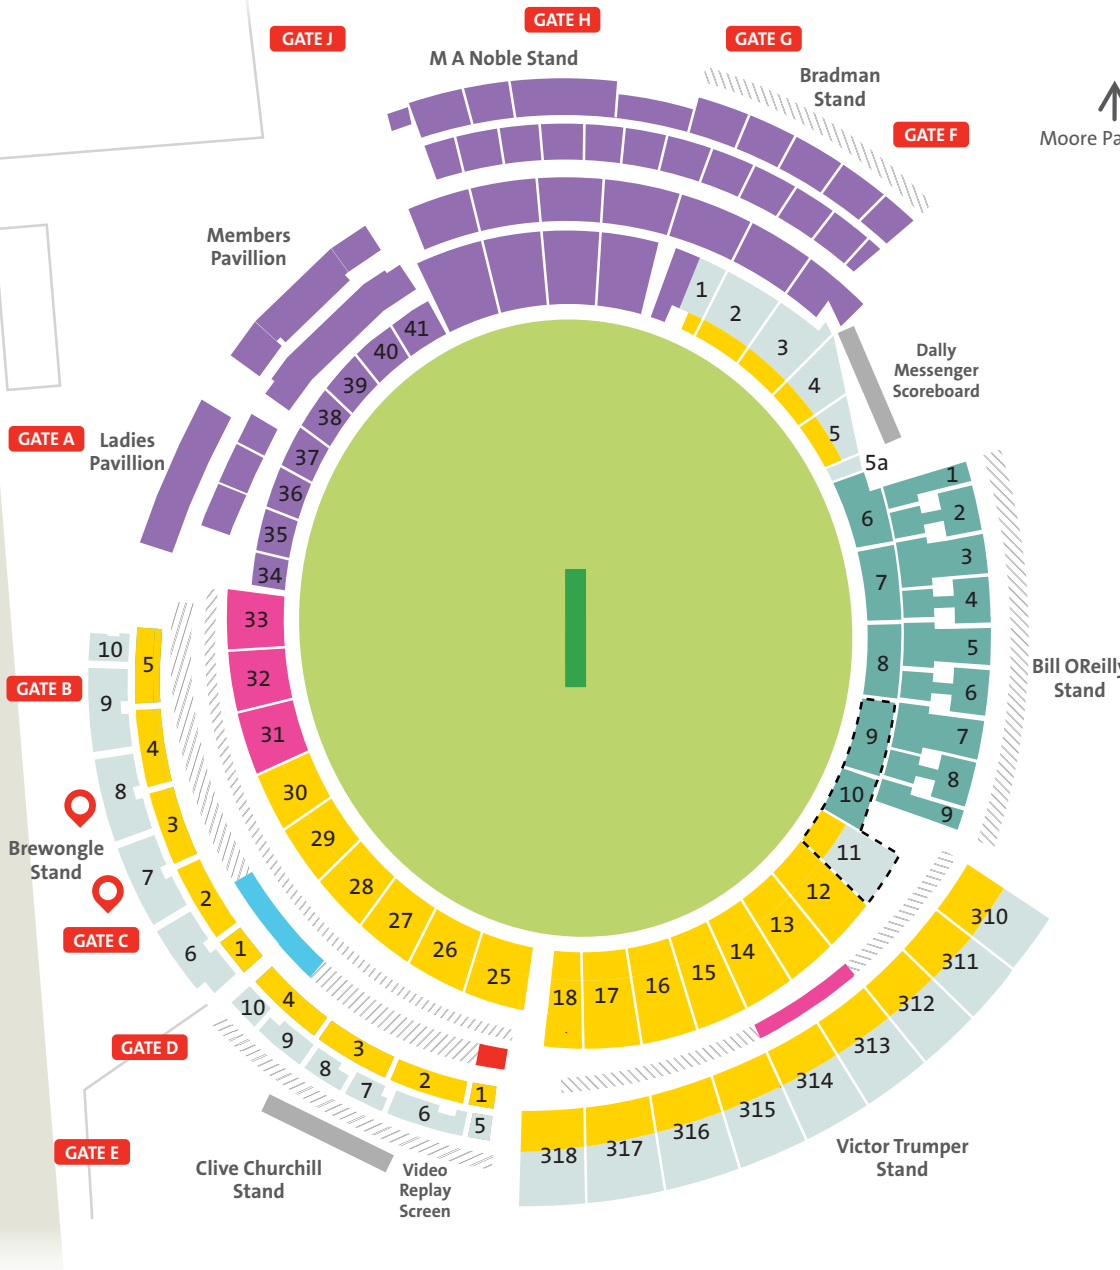 GATE H
GATE J
GATE G
M A Noble Stand
Bradman
Stand
GATE F
Moore Pa
Members
Pavillion
1
2
3
4
5
5a
Dally
Messenger
Scoreboard
41
40
39
38
37
36
35
34
GATE A
Ladies
Pavillion
6
7
8
9
10
11
1
2
3
4
5
6
7
8
9
Bill OReilly
Stand
33
32
31
30
29
28
27
26
25
18
17
16
15
14
13
12
10
9
8
7
6
5
4
3
2
1
GATE B
Brewongle
Stand
GATE C
GATE D
GATE E
10
9
8
7
6
5
4
3
2
1
310
311
312
313
314
315
316
317
318
Victor Trumper
Stand
Clive Churchill
Stand
Video
Replay
Screen